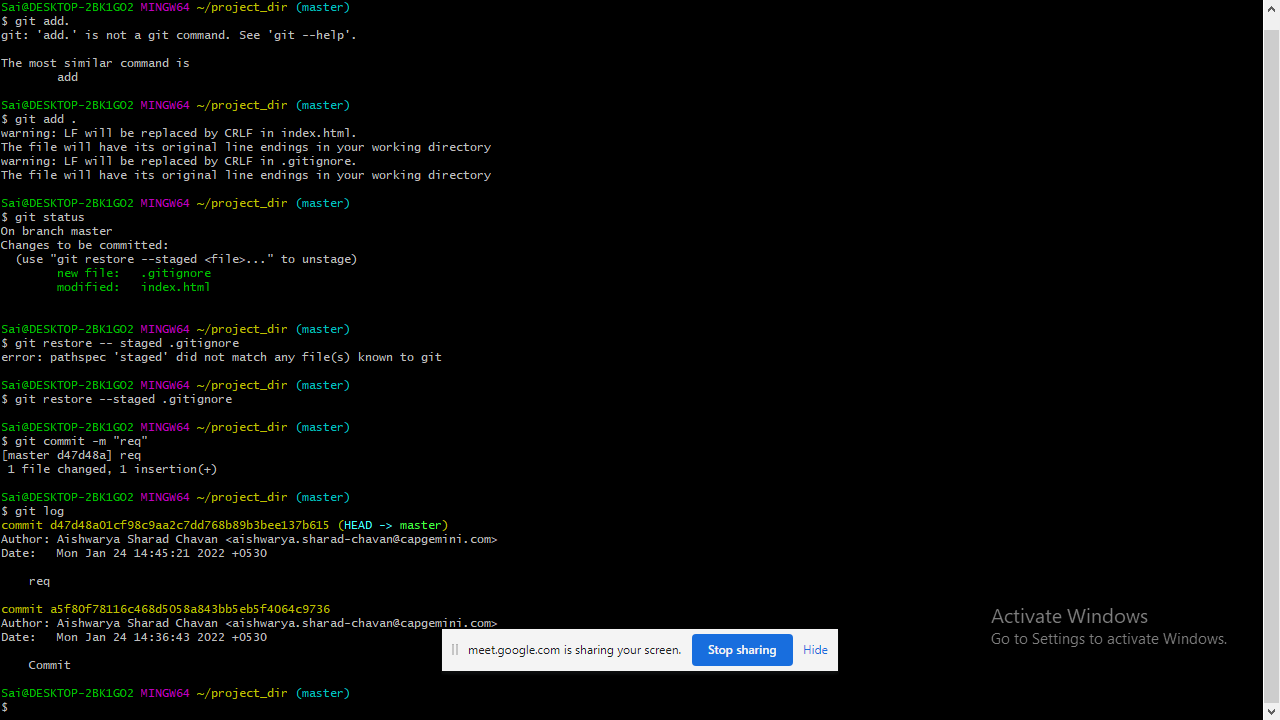 Sai@DESKTOP-2BK1GO2 MINGW64 ~/project_dir (master)
$ git add.
git: 'add.' is not a git command. See 'git --help'.
The most similar command is
        add
Sai@DESKTOP-2BK1GO2 MINGW64 ~/project_dir (master)
$ git add .
warning: LF will be replaced by CRLF in index.html.
The file will have its original line endings in your working directory
warning: LF will be replaced by CRLF in .gitignore.
The file will have its original line endings in your working directory
Sai@DESKTOP-2BK1GO2 MINGW64 ~/project_dir (master)
$ git status
On branch master
Changes to be committed:
  (use "git restore --staged <file>..." to unstage)
        new file:   .gitignore
        modified:   index.html
Sai@DESKTOP-2BK1GO2 MINGW64 ~/project_dir (master)
$ git restore -- staged .gitignore
error: pathspec 'staged' did not match any file(s) known to git
Sai@DESKTOP-2BK1GO2 MINGW64 ~/project_dir (master)
$ git restore --staged .gitignore
Sai@DESKTOP-2BK1GO2 MINGW64 ~/project_dir (master)
$ git commit -m "req"
[master d47d48a] req
 1 file changed, 1 insertion(+)
Sai@DESKTOP-2BK1GO2 MINGW64 ~/project_dir (master)
$ git log
commit d47d48a01cf98c9aa2c7dd768b89b3bee137b615 (HEAD -> master)
Author: Aishwarya Sharad Chavan <aishwarya.sharad-chavan@capgemini.com>
Date:   Mon Jan 24 14:45:21 2022 +0530
    req
commit a5f80f78116c468d5058a843bb5eb5f4064c9736
Author: Aishwarya Sharad Chavan <aishwarya.sharad-chavan@capgemini.com>
Date:   Mon Jan 24 14:36:43 2022 +0530
    Commit
Sai@DESKTOP-2BK1GO2 MINGW64 ~/project_dir (master)
$
meet.google.com is sharing your screen. Stop sharing Hide
Activate Windows
Go to Settings to activate Windows.